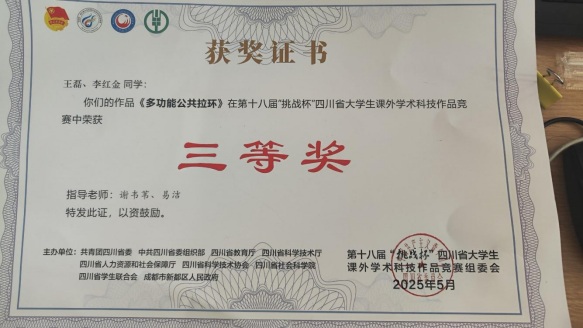 获奖证书
王磊、李红金 同学：
你们的作品《多功能公共拉环》在第十八届“挑战杯”四川省大学生课外学术科技作品竞
赛中荣获
三等奖
指导老师：谢书茗、易洁
特发此证，以资鼓励。
主办单位：共青团四川省委 中共四川省委组织部 四川省教育厅 四川省科学技术厅
四川省人力资源和社会保障厅 四川省科学技术协会 四川省社会科学院
四川省学生联合会 成都市新都区人民政府
第十八届“挑战杯”四川省大学生
课外学术科技作品竞赛组委会
2025年5月